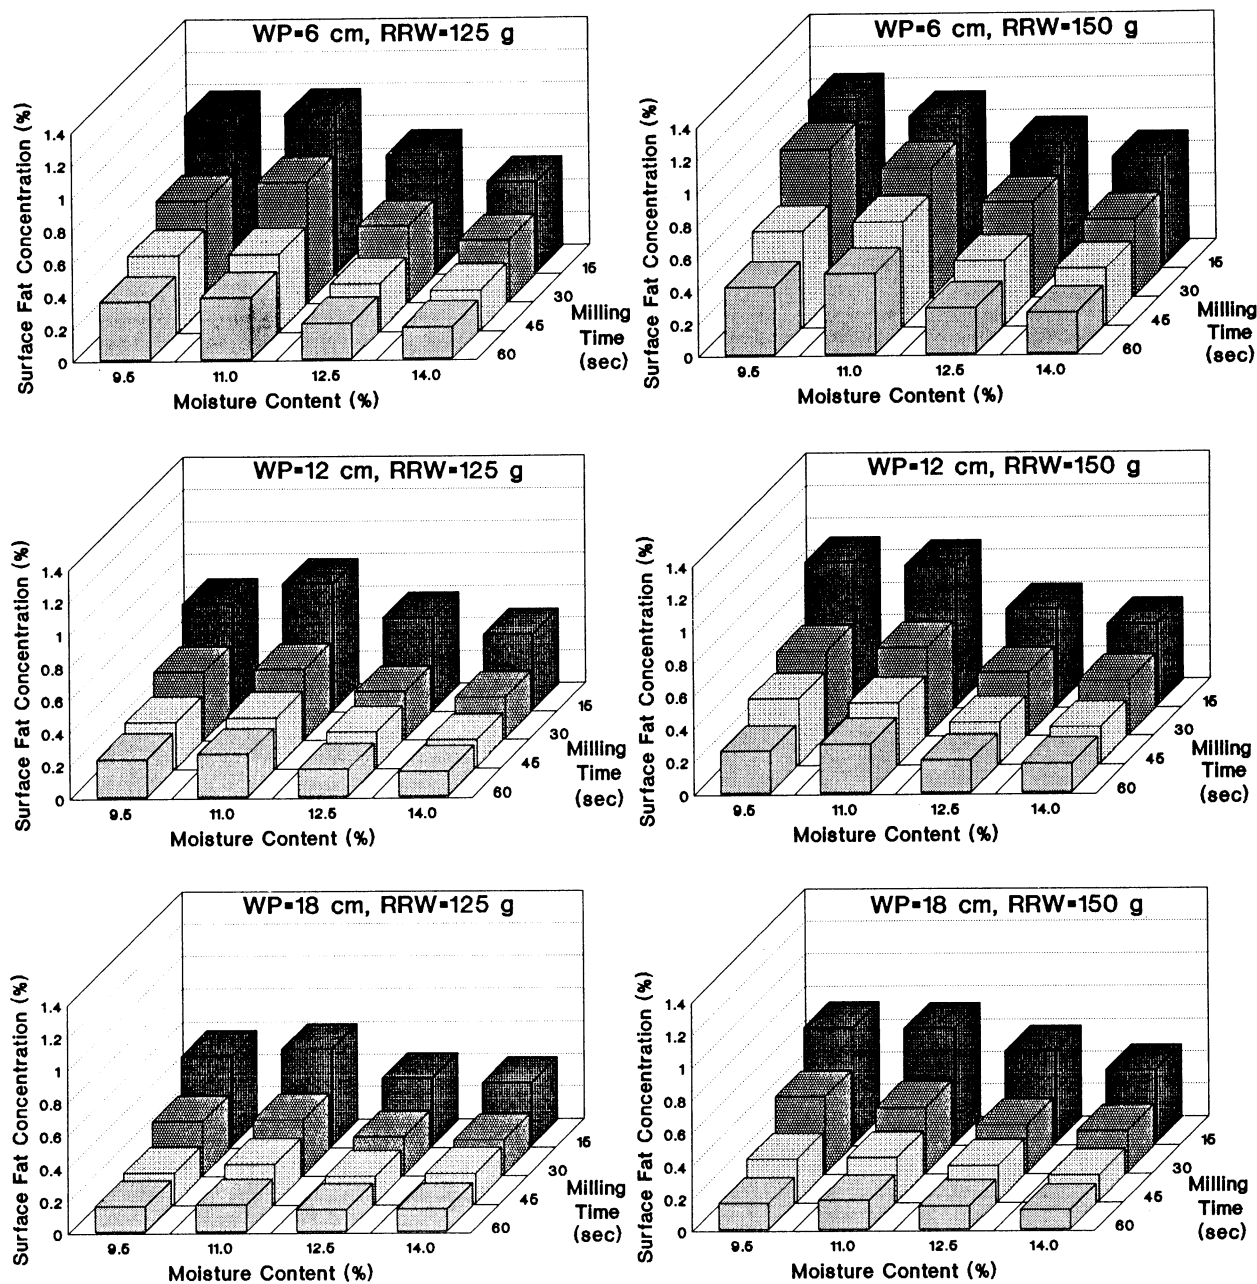 WP=6 cm, RRW=125 g
Surface Fat Concentration (%)
1.4
1.2
1
0.8
0.6
0.4
0.2
0
9.5
11.0
12.5
14.0
Moisture Content (%)
15
30
45
60
Milling
Time
(sec)
WP=6 cm, RRW=150 g
Surface Fat Concentration (%)
1.4
1.2
1
0.8
0.6
0.4
0.2
0
9.5
11.0
12.5
14.0
Moisture Content (%)
15
30
45
60
Milling
Time
(sec)
WP=12 cm, RRW=125 g
Surface Fat Concentration (%)
1.4
1.2
1
0.8
0.6
0.4
0.2
0
9.5
11.0
12.5
14.0
Moisture Content (%)
15
30
45
60
Milling
Time
(sec)
WP=12 cm, RRW=150 g
Surface Fat Concentration (%)
1.4
1.2
1
0.8
0.6
0.4
0.2
0
9.5
11.0
12.5
14.0
Moisture Content (%)
15
30
45
60
Milling
Time
(sec)
WP=18 cm, RRW=125 g
Surface Fat Concentration (%)
1.4
1.2
1
0.8
0.6
0.4
0.2
0
9.5
11.0
12.5
14.0
Moisture Content (%)
15
30
45
60
Milling
Time
(sec)
WP=18 cm, RRW=150 g
Surface Fat Concentration (%)
1.4
1.2
1
0.8
0.6
0.4
0.2
0
9.5
11.0
12.5
14.0
Moisture Content (%)
15
30
45
60
Milling
Time
(sec)